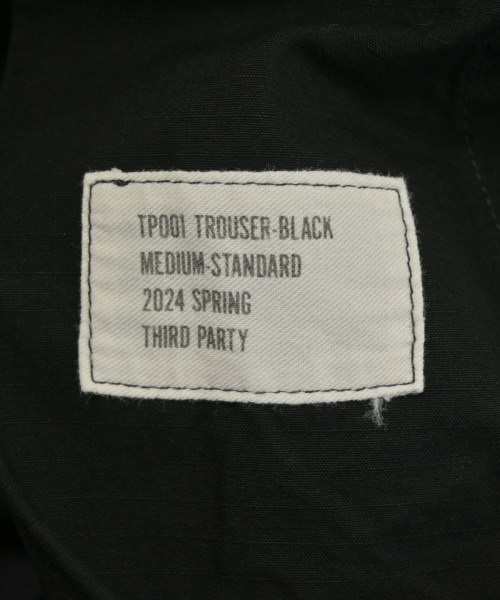 TP001 TROUSER-BLACK
MEDIUM-STANDARD
2024 SPRING
THIRD PARTY